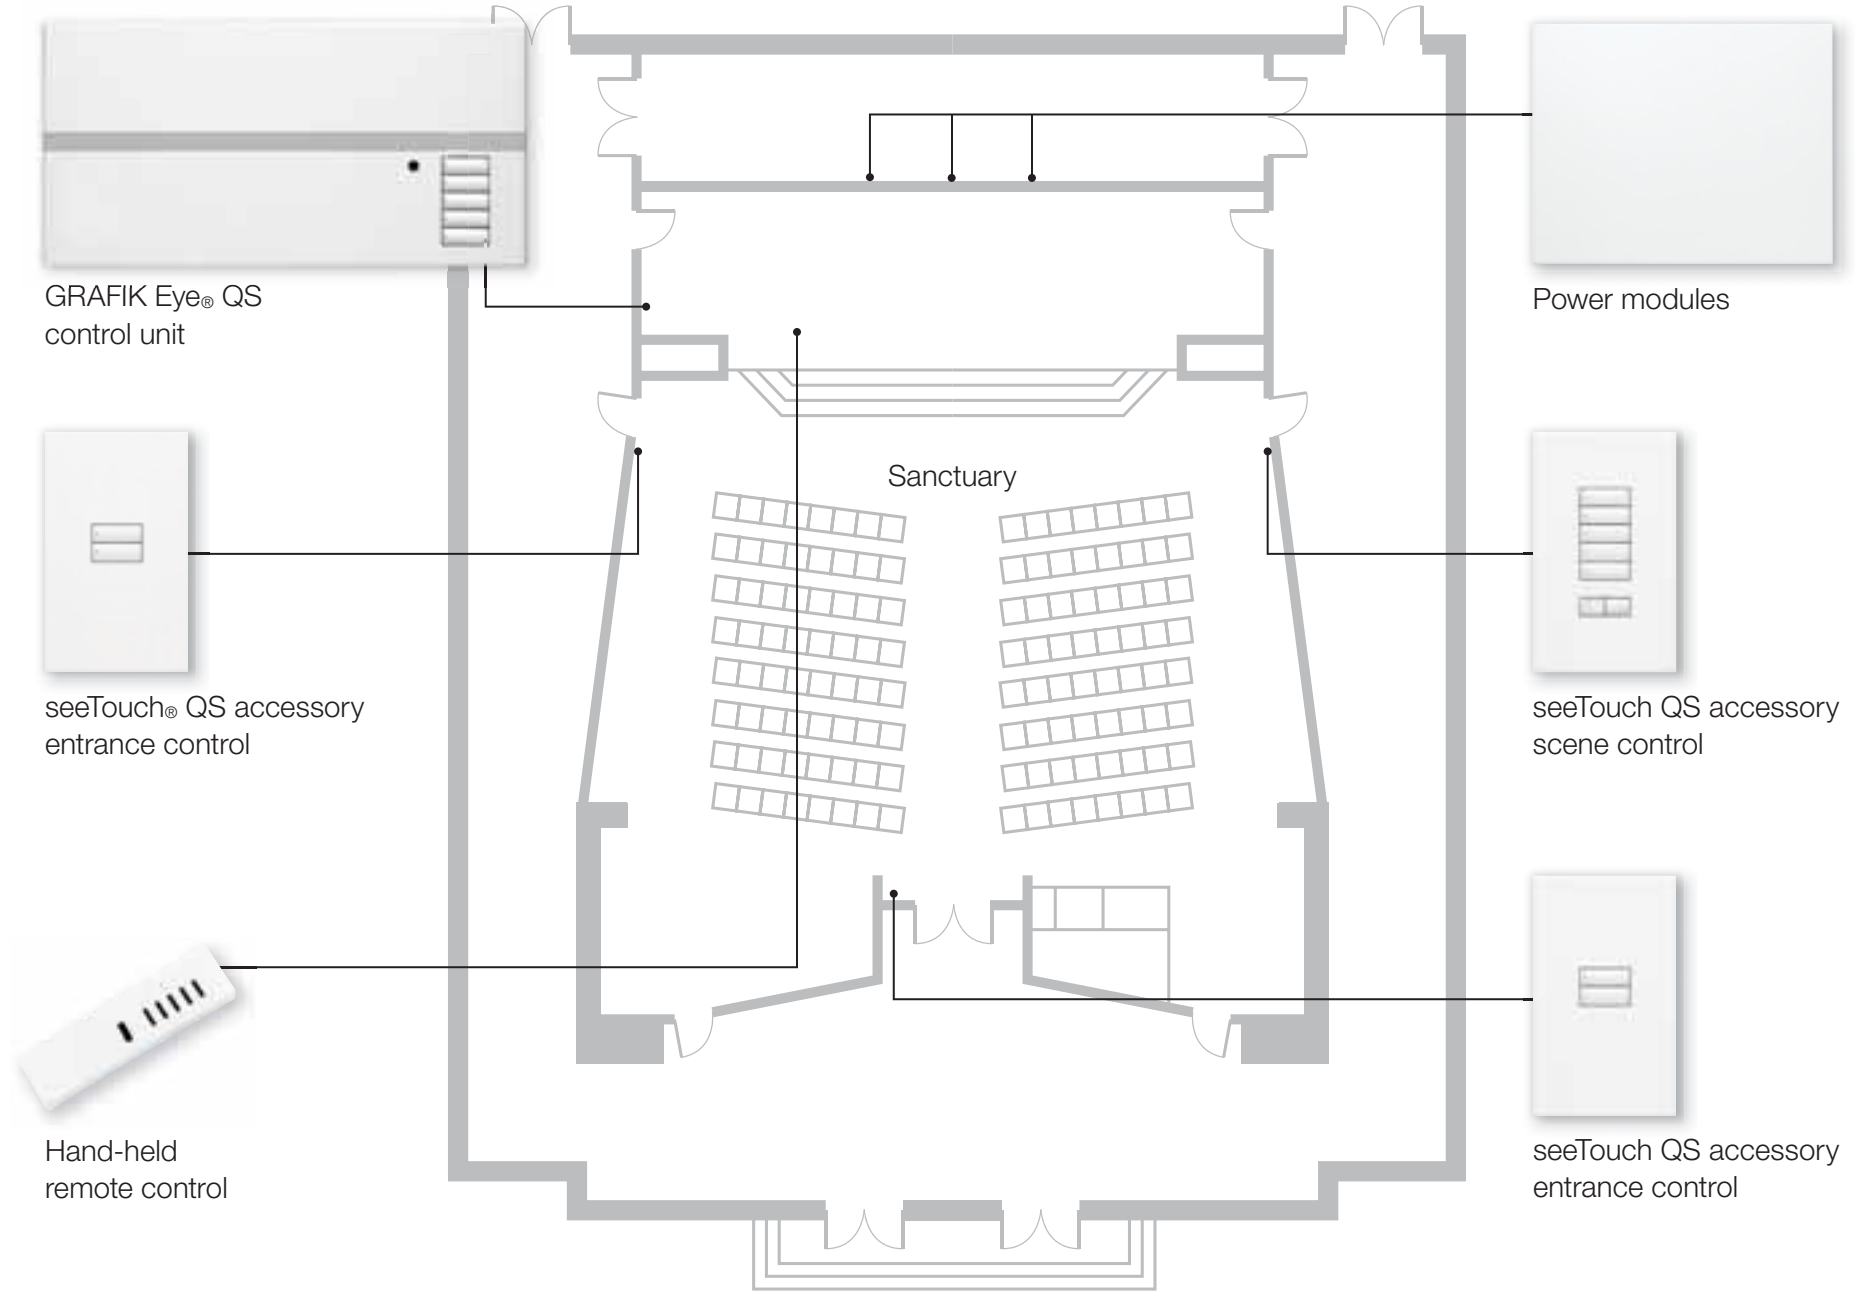 GRAFIK Eye® QS
control unit
Power modules
Sanctuary
seeTouch® QS accessory
entrance control
seeTouch QS accessory
scene control
Hand-held
remote control
seeTouch QS accessory
entrance control